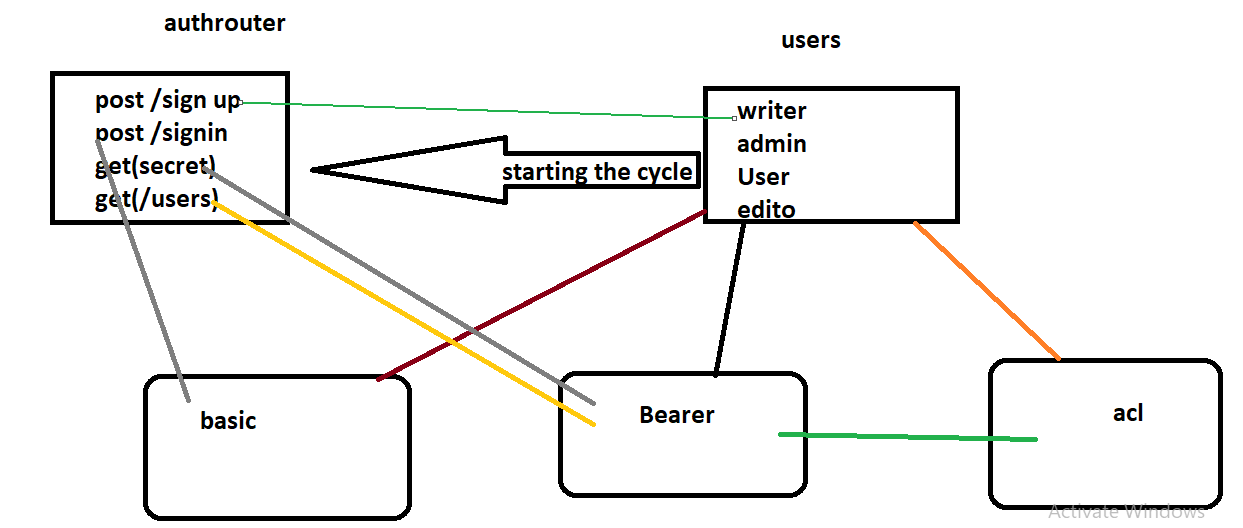 authrouter
users
post /sign up
post /signin
get(secret)
get(/users)
writer
admin
User
edito
starting the cycle
basic
Bearer
acl
Activate Windows